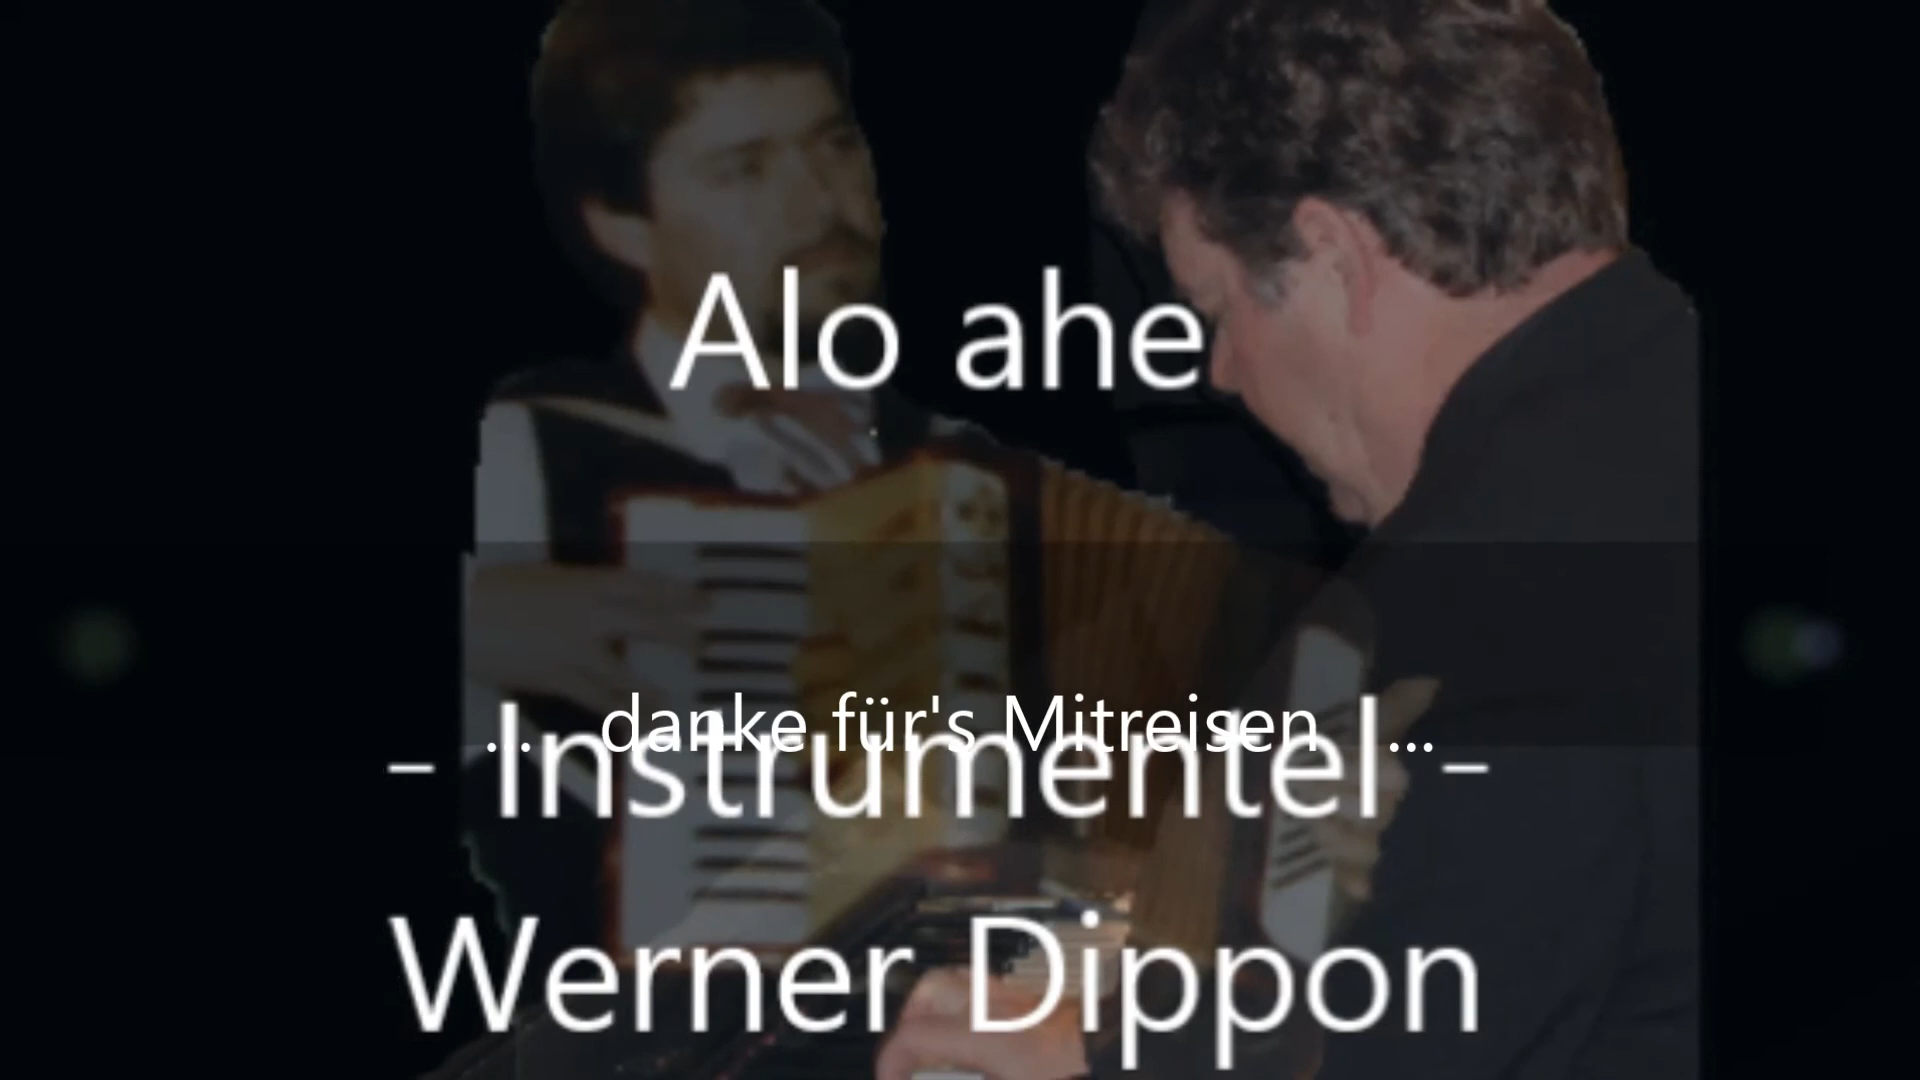 Alo ahe
... danke für's Mitreisen ...
- Instrumentel -
Werner Dippon